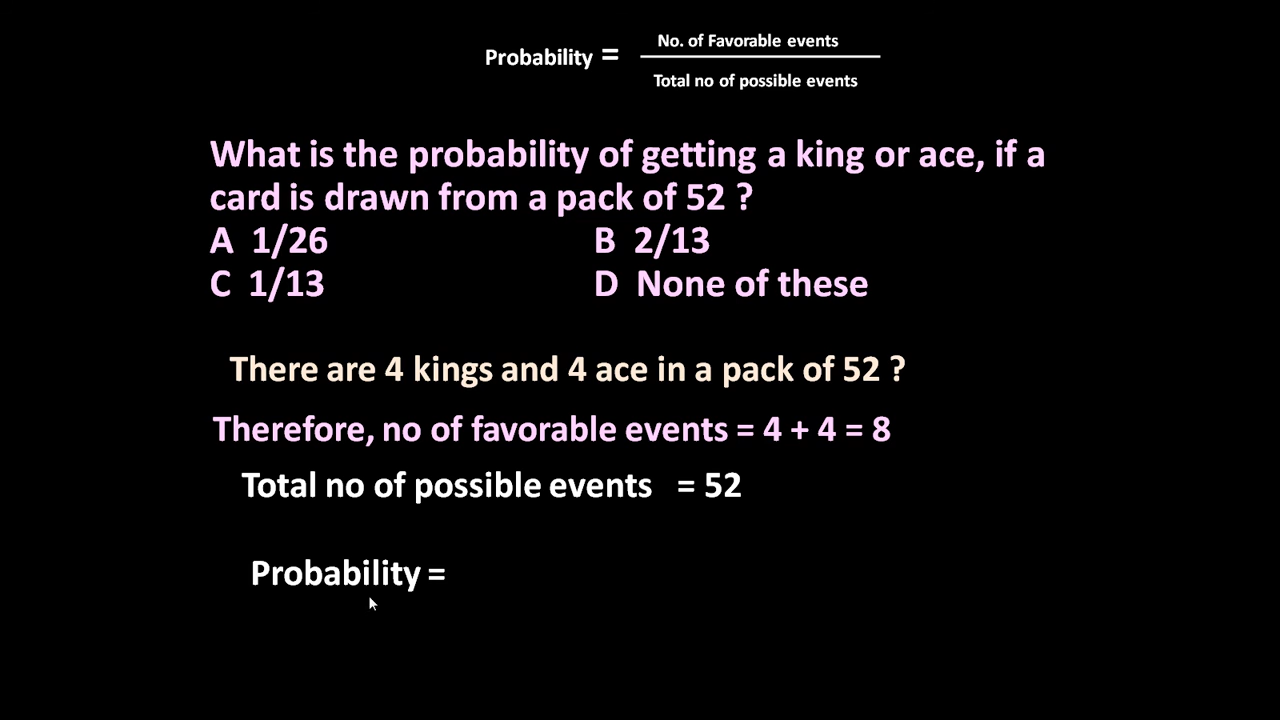 No. of Favorable events
Probability =
Total no of possible events
What is the probability of getting a king or ace, if a
card is drawn from a pack of 52 ?
A 1/26 B 2/13
C 1/13 D None of these
There are 4 kings and 4 ace in a pack of 52 ?
Therefore, no of favorable events = 4 + 4 = 8
Total no of possible events = 52
Probability =